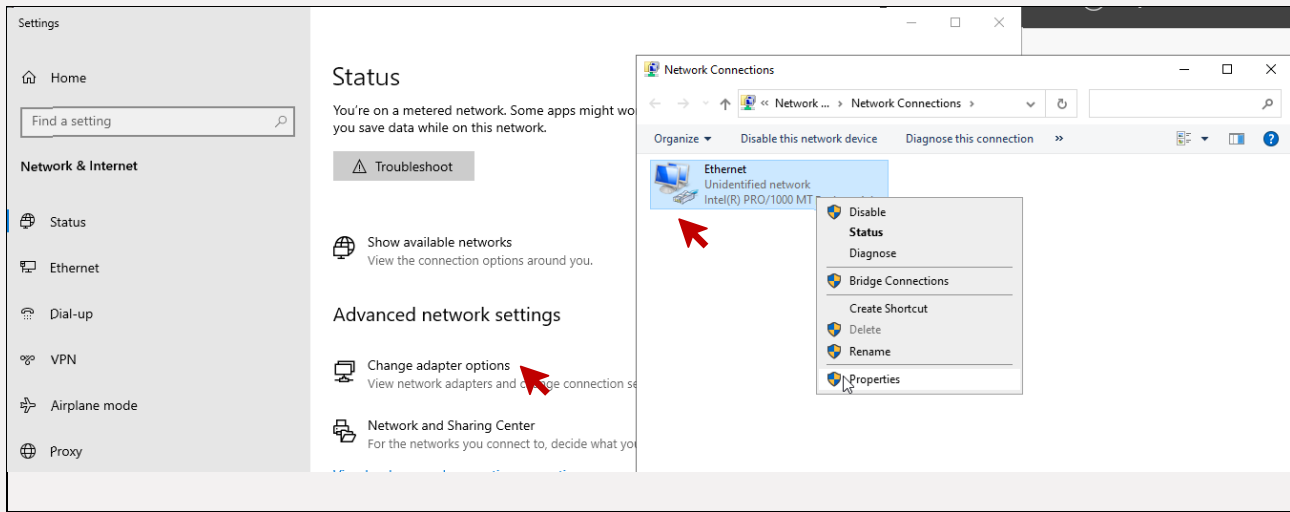 Settings
Home
Find a setting
Network & Internet
Status
Ethernet
Dial-up
VPN
Airplane mode
Proxy
Status
You're on a metered network. Some apps might wo
you save data while on this network.
Troubleshoot
Show available networks
View the connection options around you.
Advanced network settings
Change adapter options
View network adapters and change connection se
Network and Sharing Center
For the networks you connect to, decide what you
Network Connections
« Network ... › Network Connections ›
Organize Disable this network device Diagnose this connection »
Ethernet
Unidentified network
Intel(R) PRO/1000 MT
Disable
Status
Diagnose
Bridge Connections
Create Shortcut
Delete
Rename
Properties